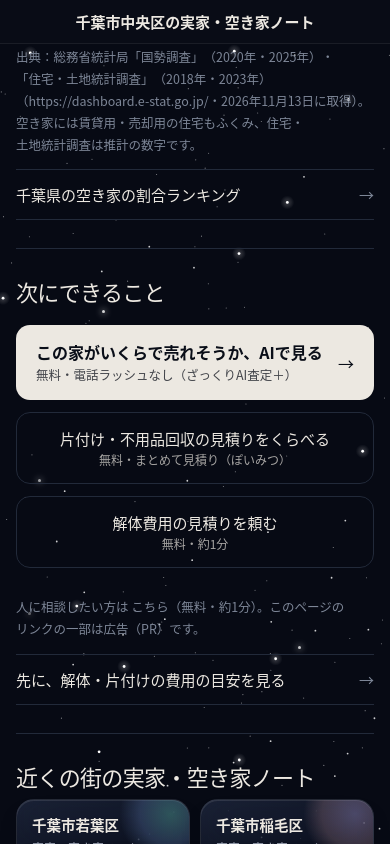 千葉市中央区の実家・空き家ノート
出典：総務省統計局「国勢調査」（2020年・2025年）・
「住宅・土地統計調査」（2018年・2023年）
（https://dashboard.e-stat.go.jp/・2026年11月13日に取得）。
空き家には賃貸用・売却用の住宅もふくみ、住宅・
土地統計調査は推計の数字です。
千葉県の空き家の割合ランキング →
次にできること
この家がいくらで売れそうか、AIで見る →
無料・電話ラッシュなし（ざっくりAI査定＋）
片付け・不用品回収の見積りをくらべる
無料・まとめて見積り（ぽいみつ）
解体費用の見積りを頼む
無料・約1分
人に相談したい方は こちら（無料・約1分）。このページの
リンクの一部は広告（PR）です。
先に、解体・片付けの費用の目安を見る →
近くの街の実家・空き家ノート
千葉市若葉区
千葉市稲毛区